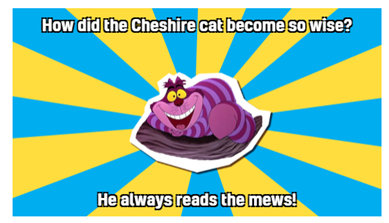 How did the Cheshire cat become so wise?
He always reads the mews!